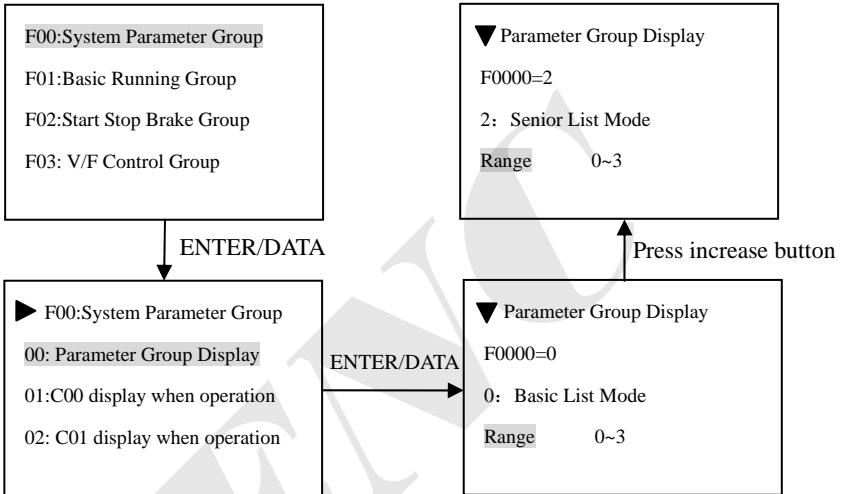 F00:System Parameter Group
F01:Basic Running Group
F02:Start Stop Brake Group
F03: V/F Control Group
ENTER/DATA
▶ F00:System Parameter Group
00: Parameter Group Display
01:C00 display when operation
02: C01 display when operation
ENTER/DATA
▼ Parameter Group Display
F0000=0
0：Basic List Mode
Range 0~3
Press increase button
▼ Parameter Group Display
F0000=2
2：Senior List Mode
Range 0~3